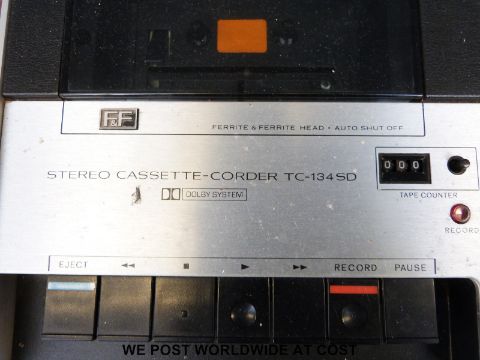 F&F
FERRITE & FERRITE HEAD • AUTO SHUT OFF
STEREO CASSETTE-CORDER TC-134SD
DOLBY SYSTEM
000
TAPE COUNTER
RECORD
EJECT ◀◀ ■ ▶ ▶▶ RECORD PAUSE
WE POST WORLDWIDE AT COST